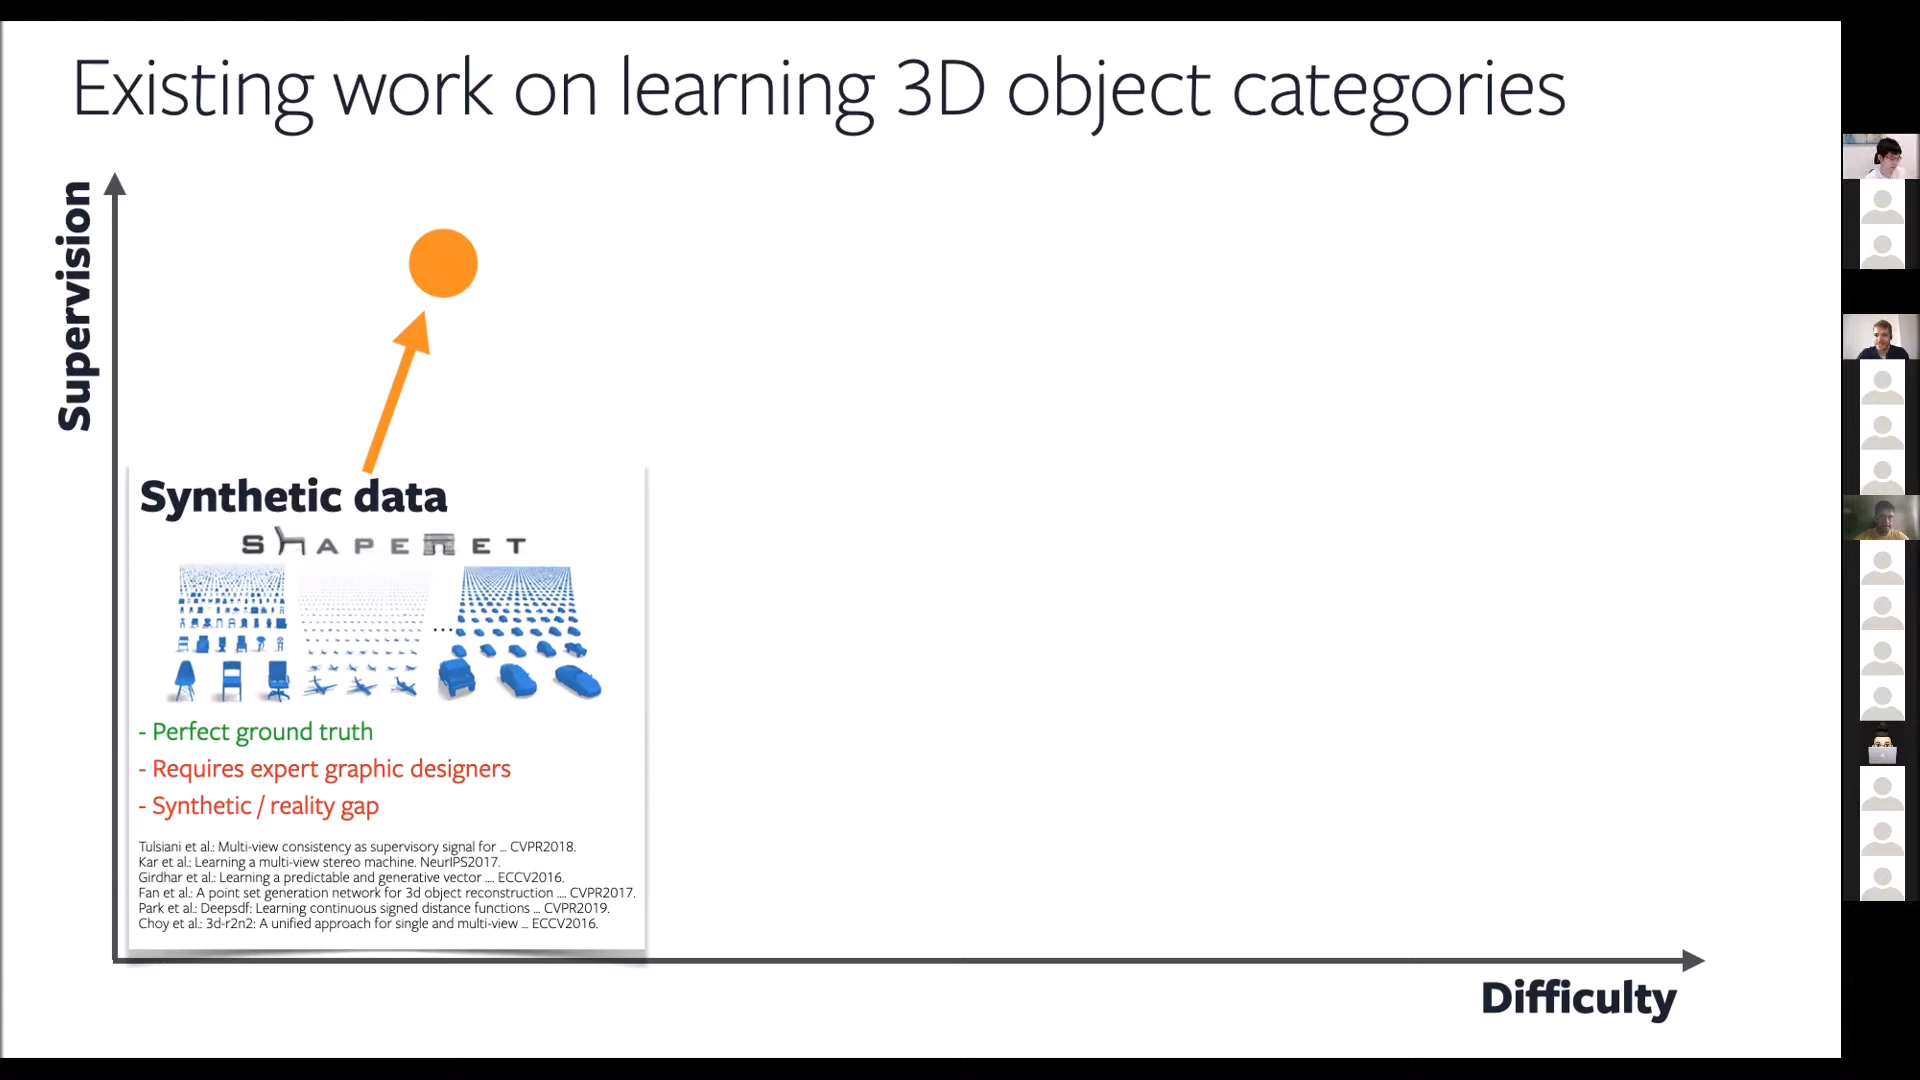 Existing work on learning 3D object categories
Supervision
Synthetic data
SHAPENET
...
- Perfect ground truth
- Requires expert graphic designers
- Synthetic / reality gap
Tulsiani et al.: Multi-view consistency as supervisory signal for ... CVPR2018.
Kar et al.: Learning a multi-view stereo machine. NeurIPS2017.
Girdhar et al.: Learning a predictable and generative vector .... ECCV2016.
Fan et al.: A point set generation network for 3d object reconstruction .... CVPR2017.
Park et al.: Deepsdf: Learning continuous signed distance functions ... CVPR2019.
Choy et al.: 3d-r2n2: A unified approach for single and multi-view ... ECCV2016.
Difficulty